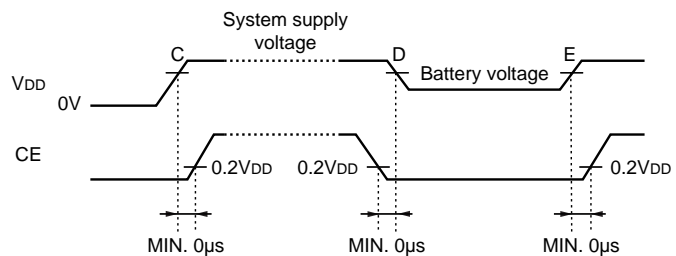 System supply
voltage
C
D
E
Battery voltage
VDD
0V
CE
0.2VDD
0.2VDD
0.2VDD
MIN. 0µs
MIN. 0µs
MIN. 0µs